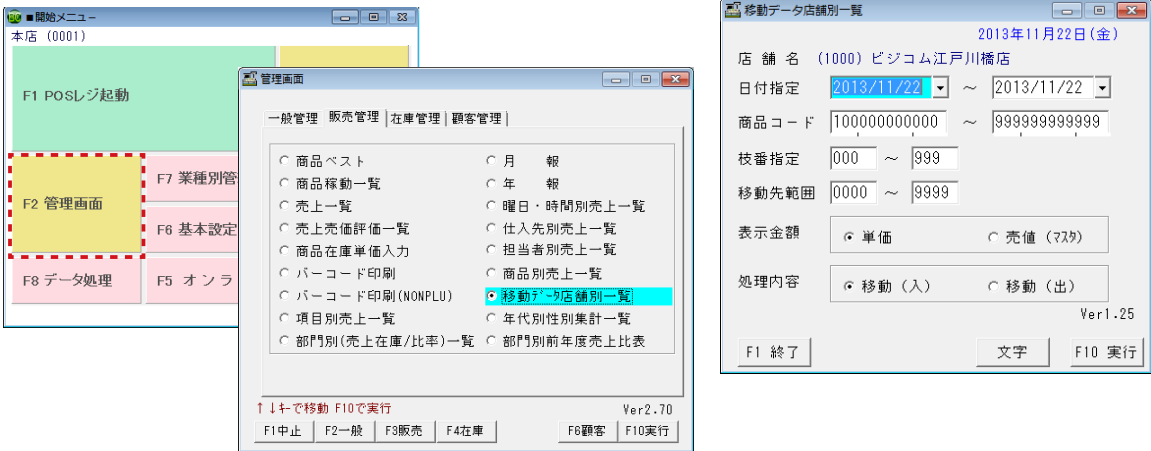 ■開始メニュー
本店 (0001)
F1 POSレジ起動
F2 管理画面
F7 業種別管
F6 基本設定
F8 データ処理
F5 オンラ
管理画面
一般管理 販売管理 在庫管理 顧客管理
商品ベスト 月 報
商品稼動一覧 年 報
売上一覧 曜日・時間別売上一覧
売上売価評価一覧 仕入先別売上一覧
商品在庫単価入力 担当者別売上一覧
バーコード印刷 商品別売上一覧
バーコード印刷(NONPLU) 移動ﾃﾞｰﾀ店舗別一覧
項目別売上一覧 年代別性別集計一覧
部門別(売上在庫/比率)一覧 部門別前年度売上比表
↑↓ｷｰで移動 F10で実行 Ver2.70
F1中止 F2一般 F3販売 F4在庫 F6顧客 F10実行
移動データ店舗別一覧
2013年11月22日(金)
店 舗 名 (1000) ビジコム江戸川橋店
日付指定 2013/11/22 ～ 2013/11/22
商品コード 100000000000 ～ 999999999999
枝番指定 000 ～ 999
移動先範囲 0000 ～ 9999
表示金額 単価 売値 (ﾏｽﾀ)
処理内容 移動 (入) 移動 (出)
Ver1.25
F1 終了 文字 F10 実行